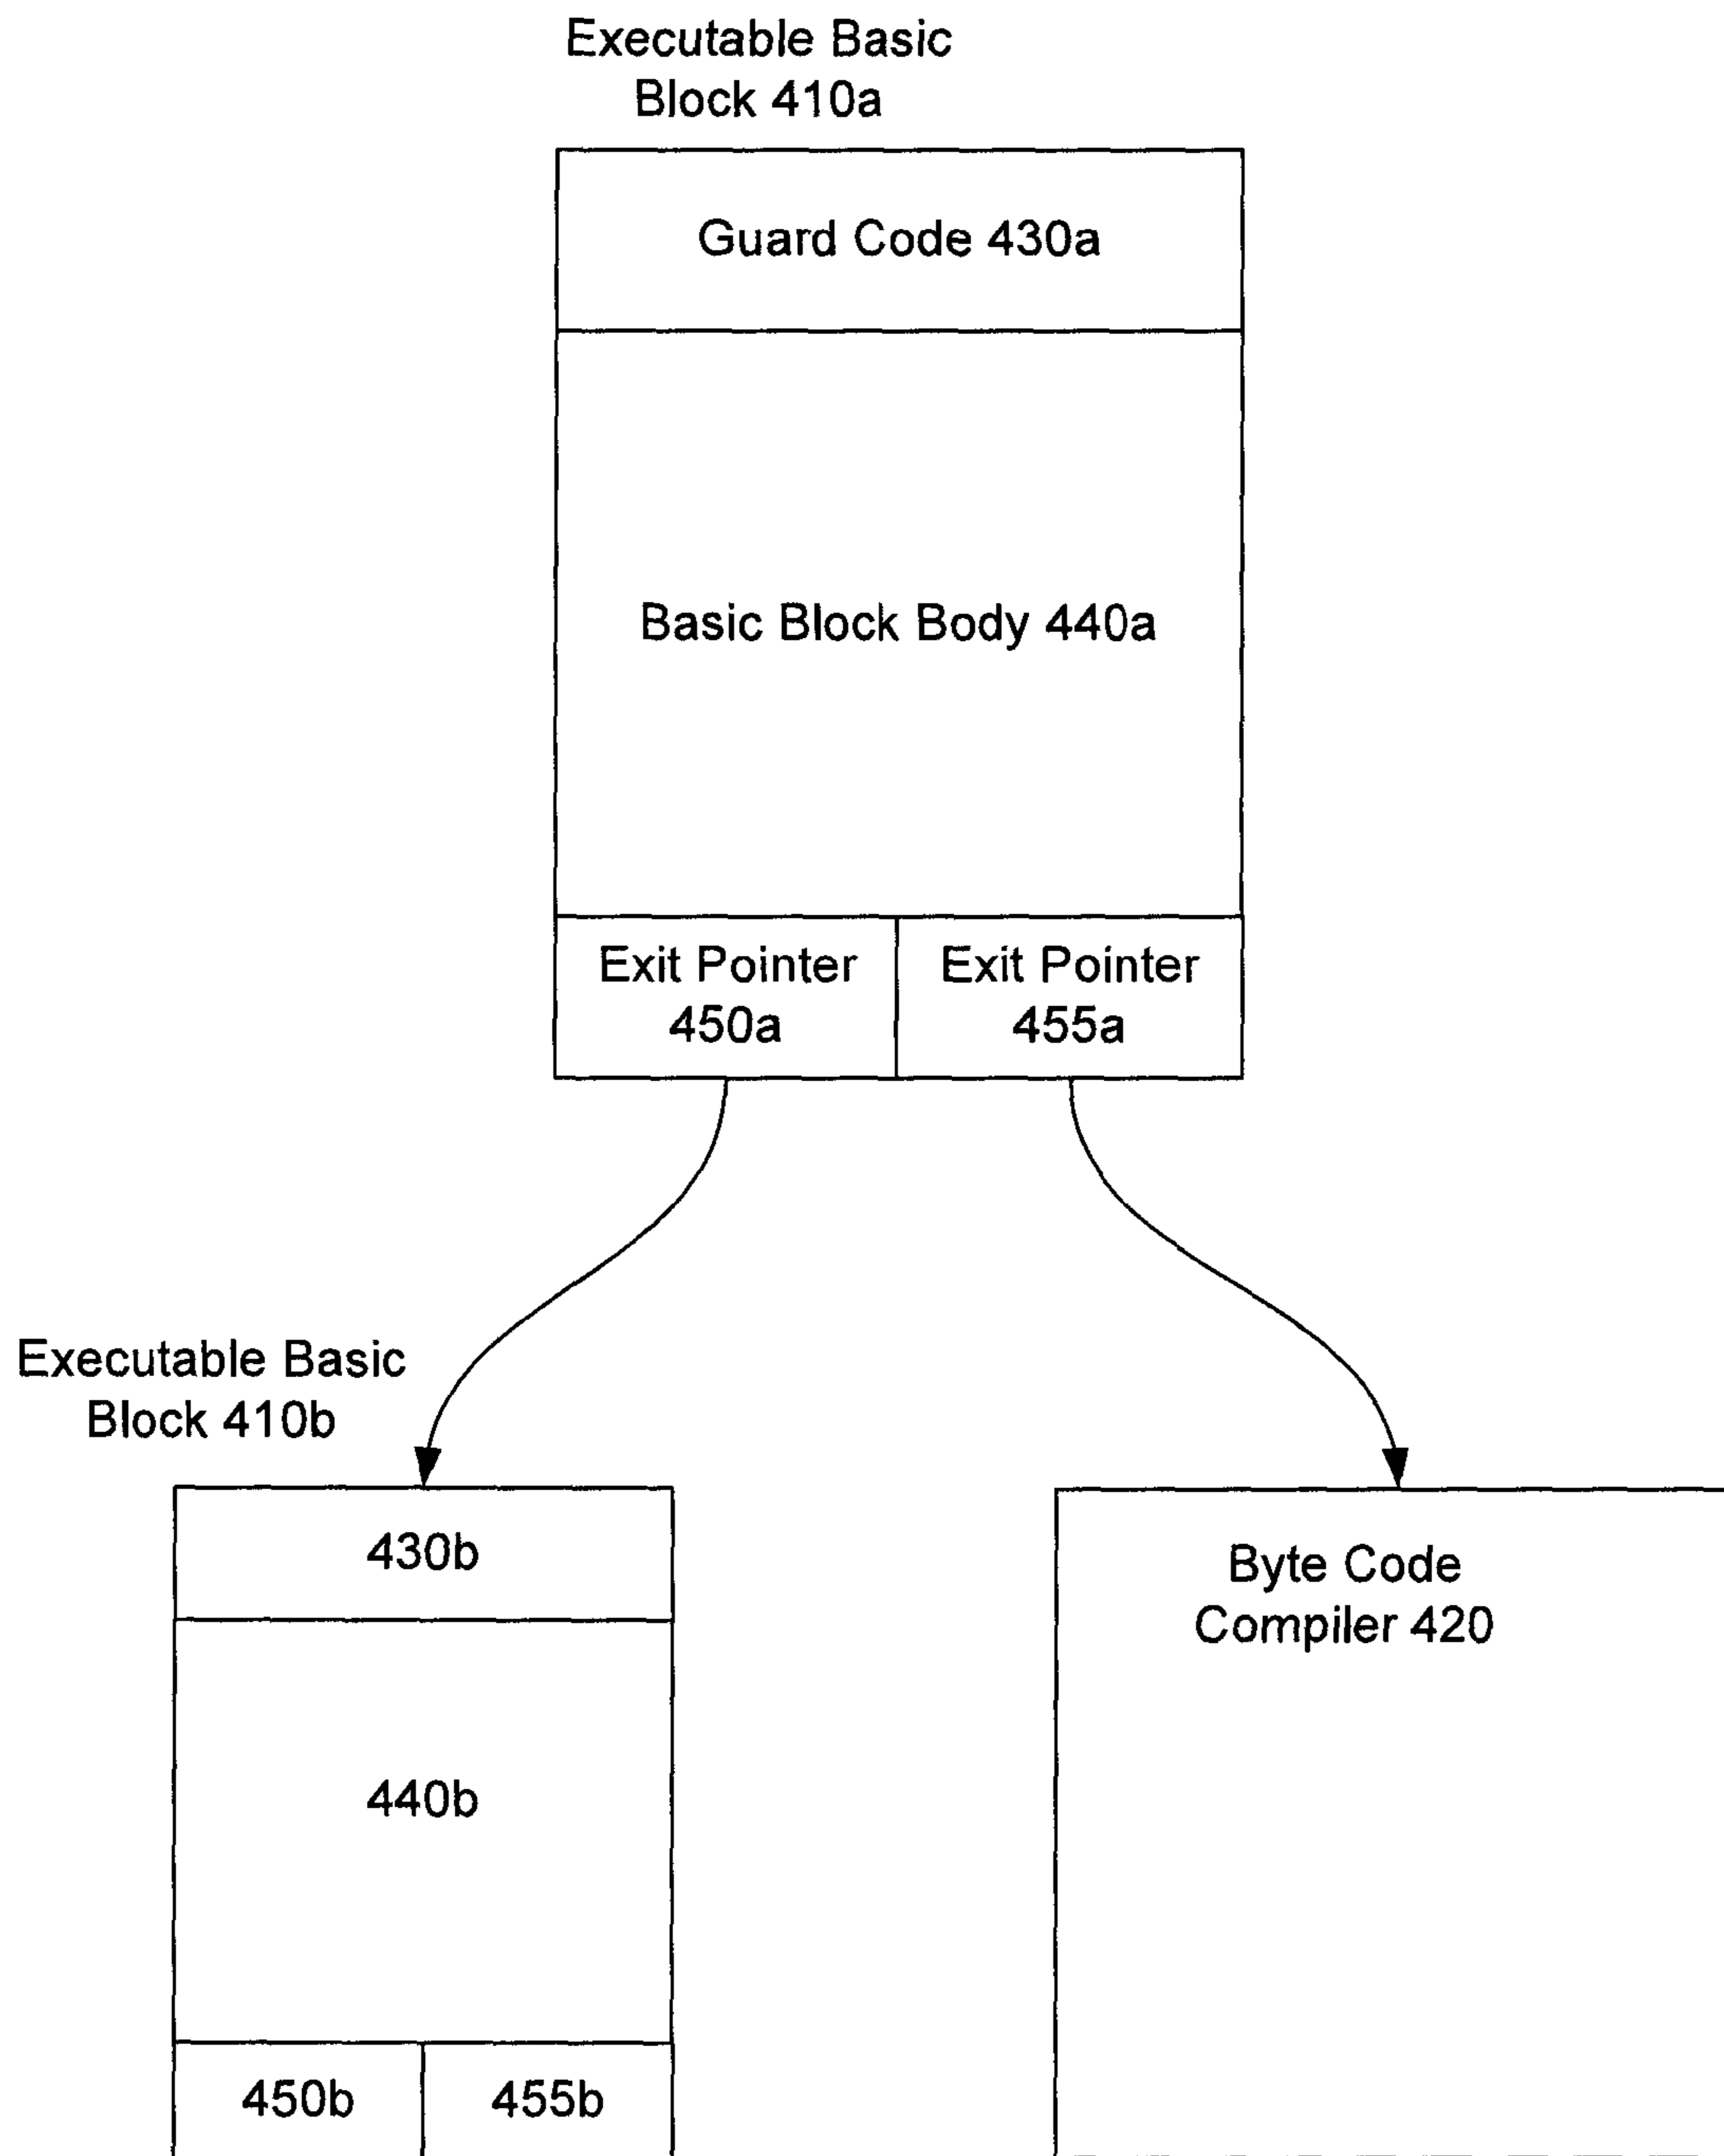 Executable Basic
Block 410a
Guard Code 430a
Basic Block Body 440a
Exit Pointer
450a
Exit Pointer
455a
Executable Basic
Block 410b
430b
440b
450b
455b
Byte Code
Compiler 420